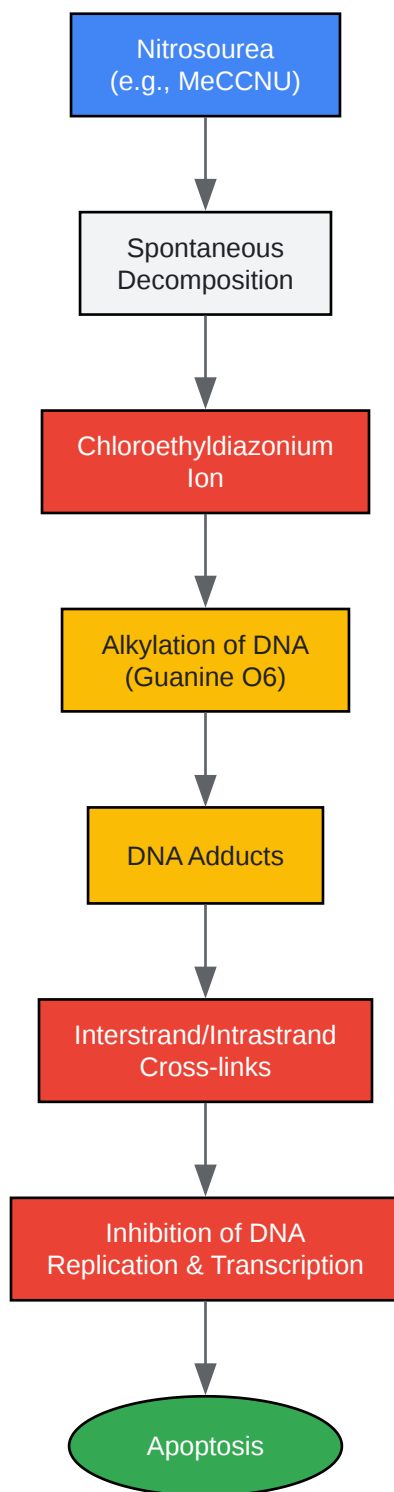 Nitrosourea
(e.g., MeCCNU)
Spontaneous
Decomposition
Chloroethyldiazonium
Ion
Alkylation of DNA
(Guanine O6)
DNA Adducts
Interstrand/Intrastrand
Cross-links
Inhibition of DNA
Replication & Transcription
Apoptosis